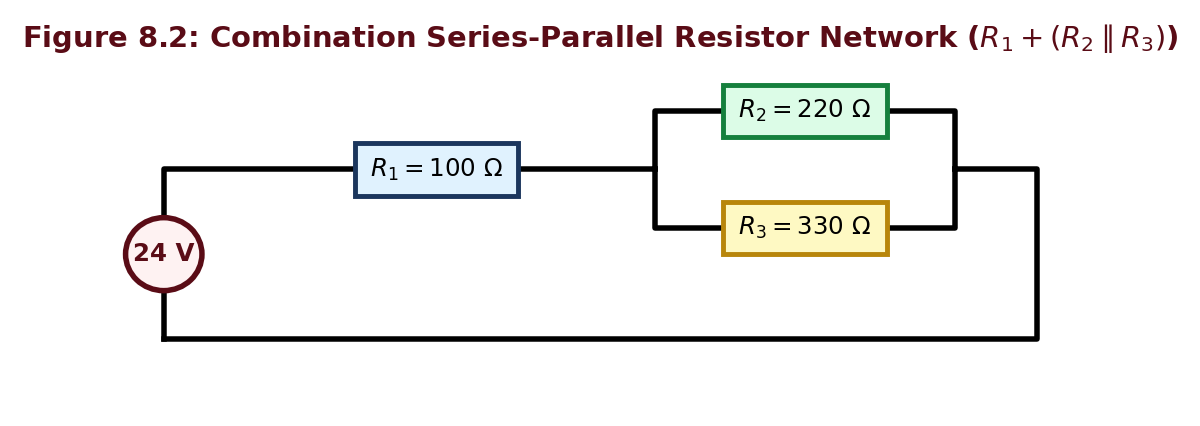 Figure 8.2: Combination Series-Parallel Resistor Network (R₁ + (R₂ ∥ R₃))
R₂ = 220 Ω
R₁ = 100 Ω
R₃ = 330 Ω
24 V